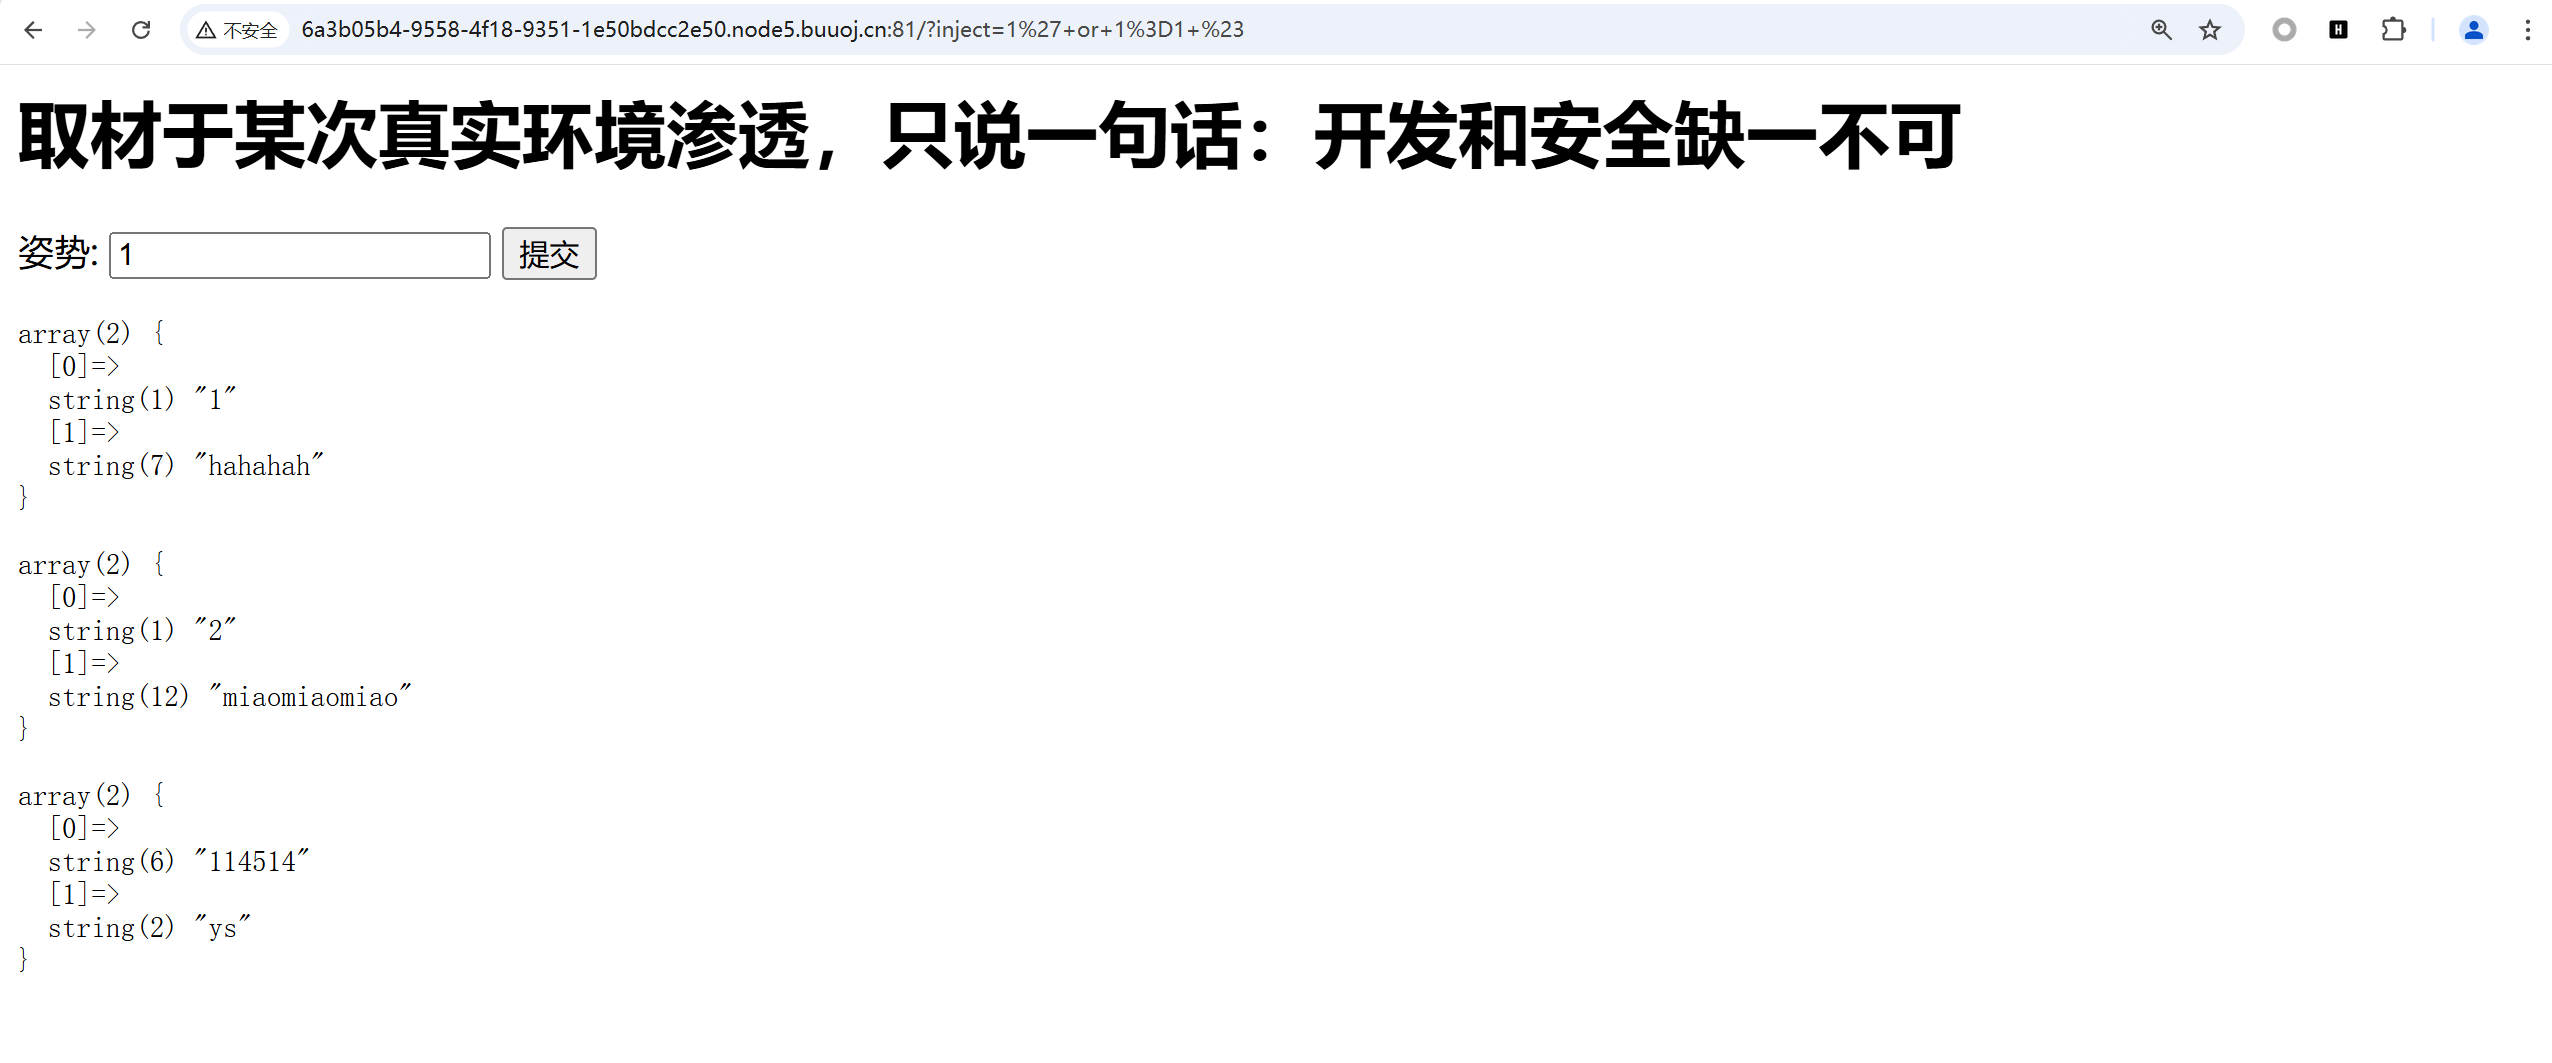 不安全 6a3b05b4-9558-4f18-9351-1e50bdcc2e50.node5.buuoj.cn:81/?inject=1%27+or+1%3D1+%23
取材于某次真实环境渗透，只说一句话：开发和安全缺一不可
姿势: 1 提交
array(2) {
  [0]=>
  string(1) "1"
  [1]=>
  string(7) "hahahah"
}
array(2) {
  [0]=>
  string(1) "2"
  [1]=>
  string(12) "miaomiaomiao"
}
array(2) {
  [0]=>
  string(6) "114514"
  [1]=>
  string(2) "ys"
}